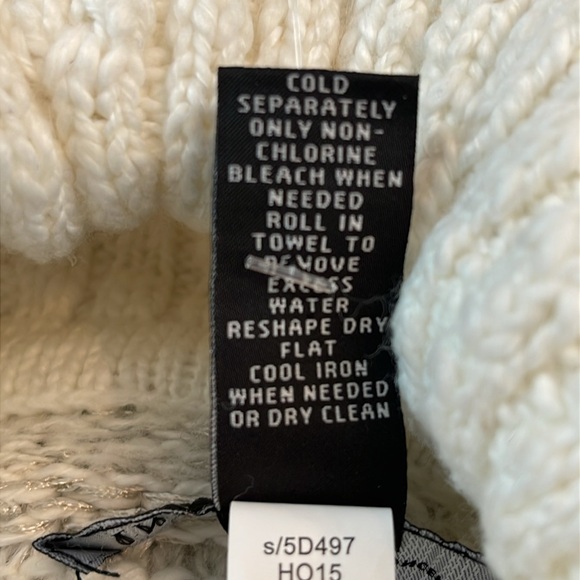 COLD
SEPARATELY
ONLY NON-
CHLORINE
BLEACH WHEN
NEEDED
ROLL IN
TOWEL TO
REMOVE
EXCESS
WATER
RESHAPE DRY
FLAT
COOL IRON
WHEN NEEDED
OR DRY CLEAN
s/5D497
HO15